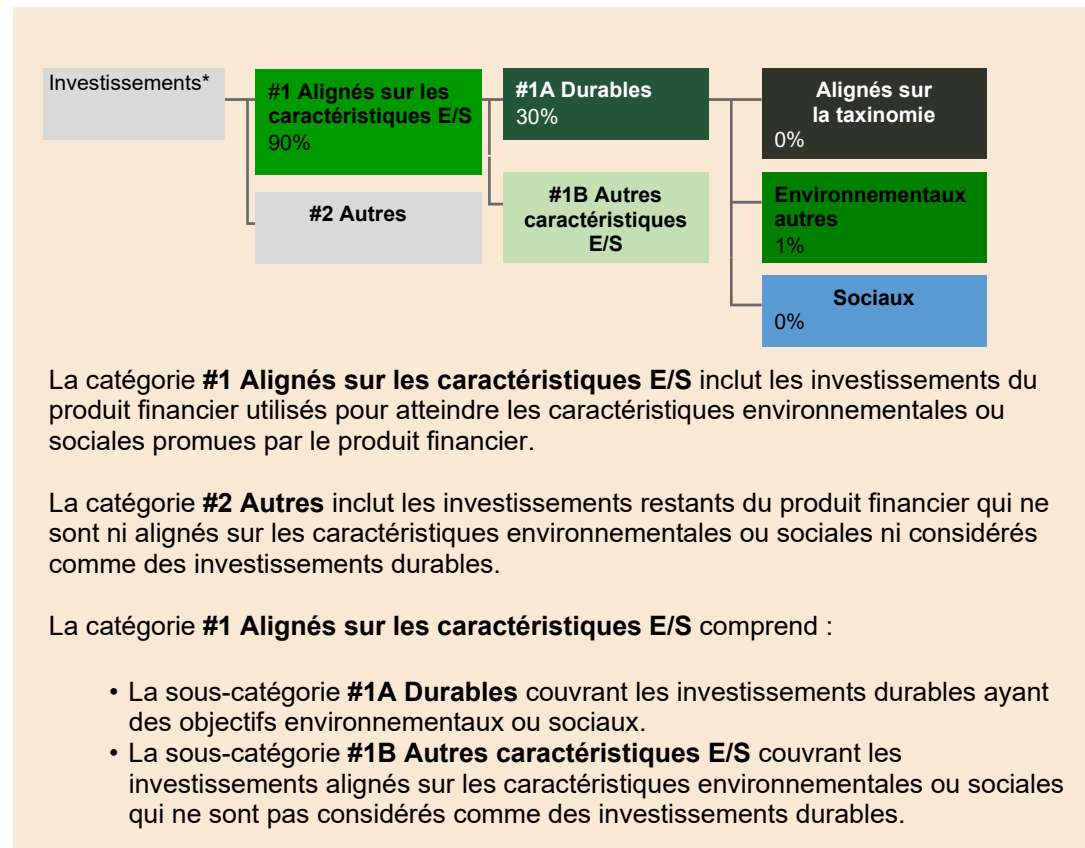 Investissements*
#1 Alignés sur les
caractéristiques E/S
90%
#2 Autres
#1A Durables
30%
#1B Autres
caractéristiques
E/S
Alignés sur
la taxinomie
0%
Environnementaux
autres
1%
Sociaux
0%
La catégorie #1 Alignés sur les caractéristiques E/S inclut les investissements du
produit financier utilisés pour atteindre les caractéristiques environnementales ou
sociales promues par le produit financier.
La catégorie #2 Autres inclut les investissements restants du produit financier qui ne
sont ni alignés sur les caractéristiques environnementales ou sociales ni considérés
comme des investissements durables.
La catégorie #1 Alignés sur les caractéristiques E/S comprend :
• La sous-catégorie #1A Durables couvrant les investissements durables ayant
des objectifs environnementaux ou sociaux.
• La sous-catégorie #1B Autres caractéristiques E/S couvrant les
investissements alignés sur les caractéristiques environnementales ou sociales
qui ne sont pas considérés comme des investissements durables.